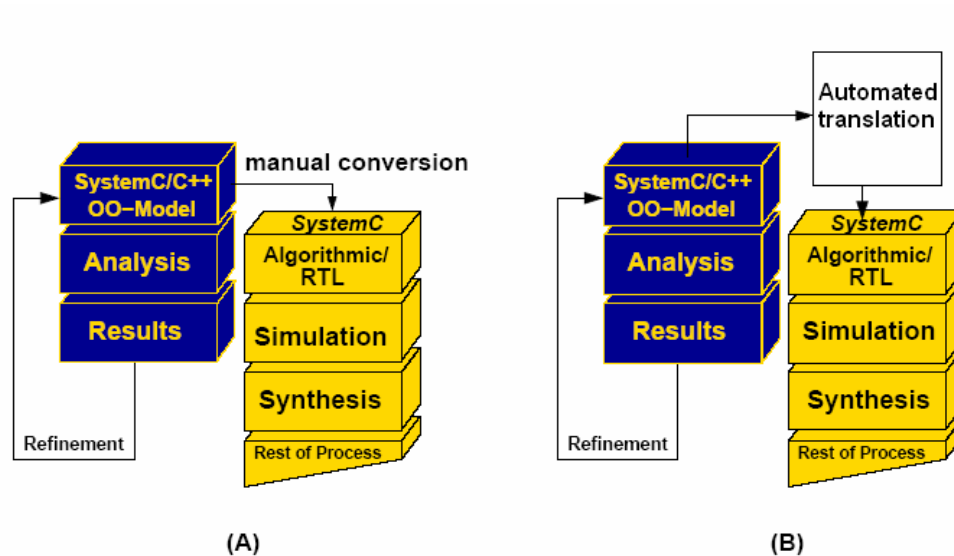 manual conversion
SystemC/C++
OO−Model
Analysis
Results
Refinement
SystemC
Algorithmic/
RTL
Simulation
Synthesis
Rest of Process
(A)
Automated
translation
SystemC/C++
OO−Model
Analysis
Results
Refinement
SystemC
Algorithmic/
RTL
Simulation
Synthesis
Rest of Process
(B)